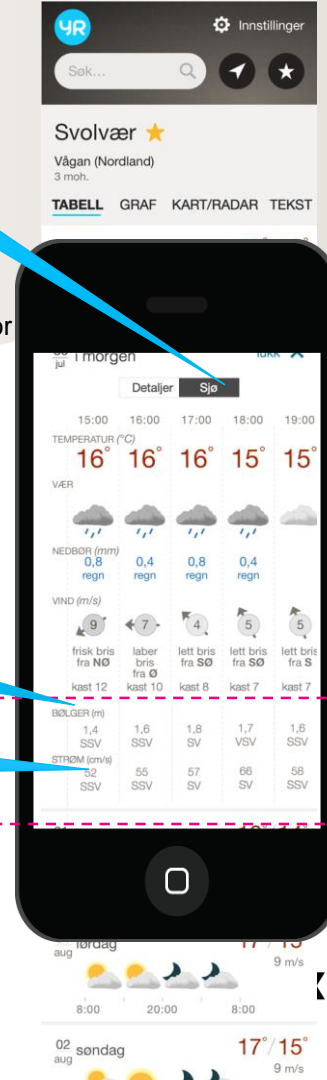 YR
Innstillinger
Søk...
Svolvær
Vågan (Nordland)
3 moh.
TABELL GRAF KART/RADAR TEKST
or
jul i morgen lukk X
Detaljer Sjø
15:00 16:00 17:00 18:00 19:00
TEMPERATUR (°C)
16° 16° 16° 15° 15°
VÆR
NEDBØR (mm)
0,8 0,4 0,8 0,4
regn regn regn regn
VIND (m/s)
9 7 4 5 5
frisk bris laber lett bris lett bris lett bris
fra NØ bris fra SØ fra SØ fra S
fra Ø
kast 12 kast 10 kast 8 kast 7 kast 7
BØLGER (m)
1,4 1,6 1,8 1,7 1,6
SSV SSV SV VSV SSV
STRØM (cm/s)
52 55 57 66 58
SSV SSV SV SV SSV
aug lørdag 17°/15°
9 m/s
8:00 20:00 8:00
02 aug søndag 17°/15°
9 m/s